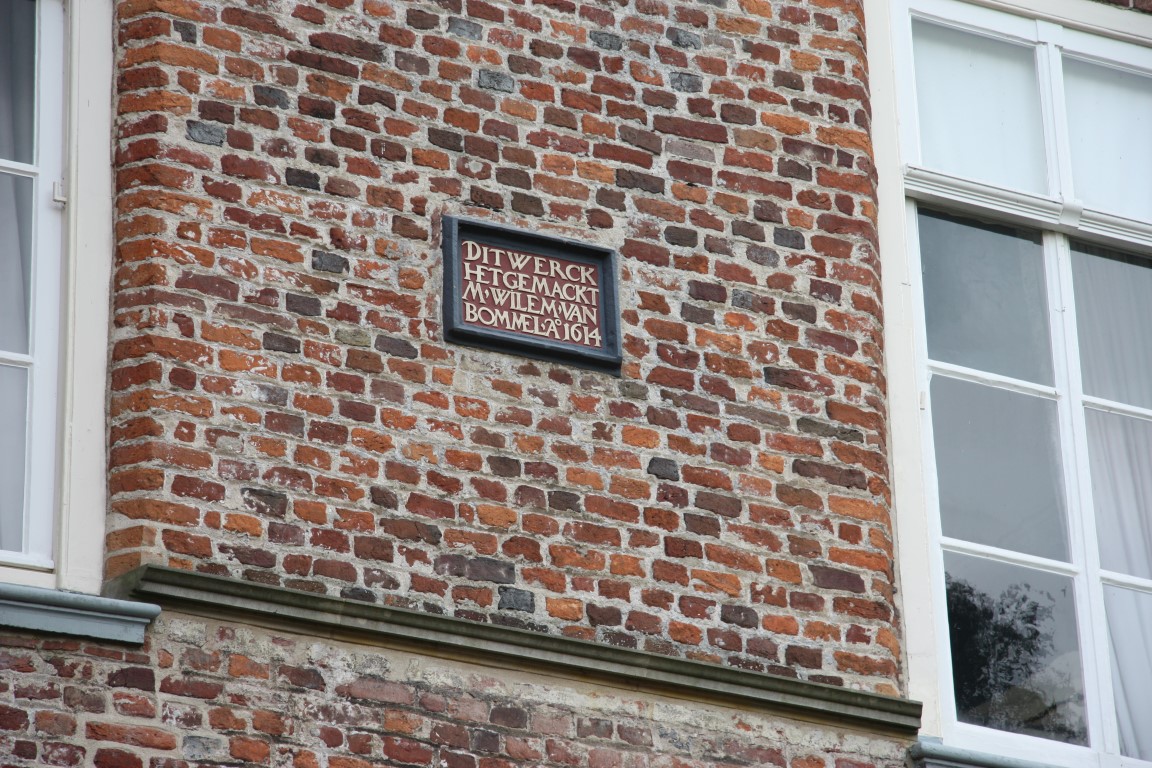 DIT WERCK
HET GEMACKT
M·WILEM·VAN
BOMMEL·Aº 1614